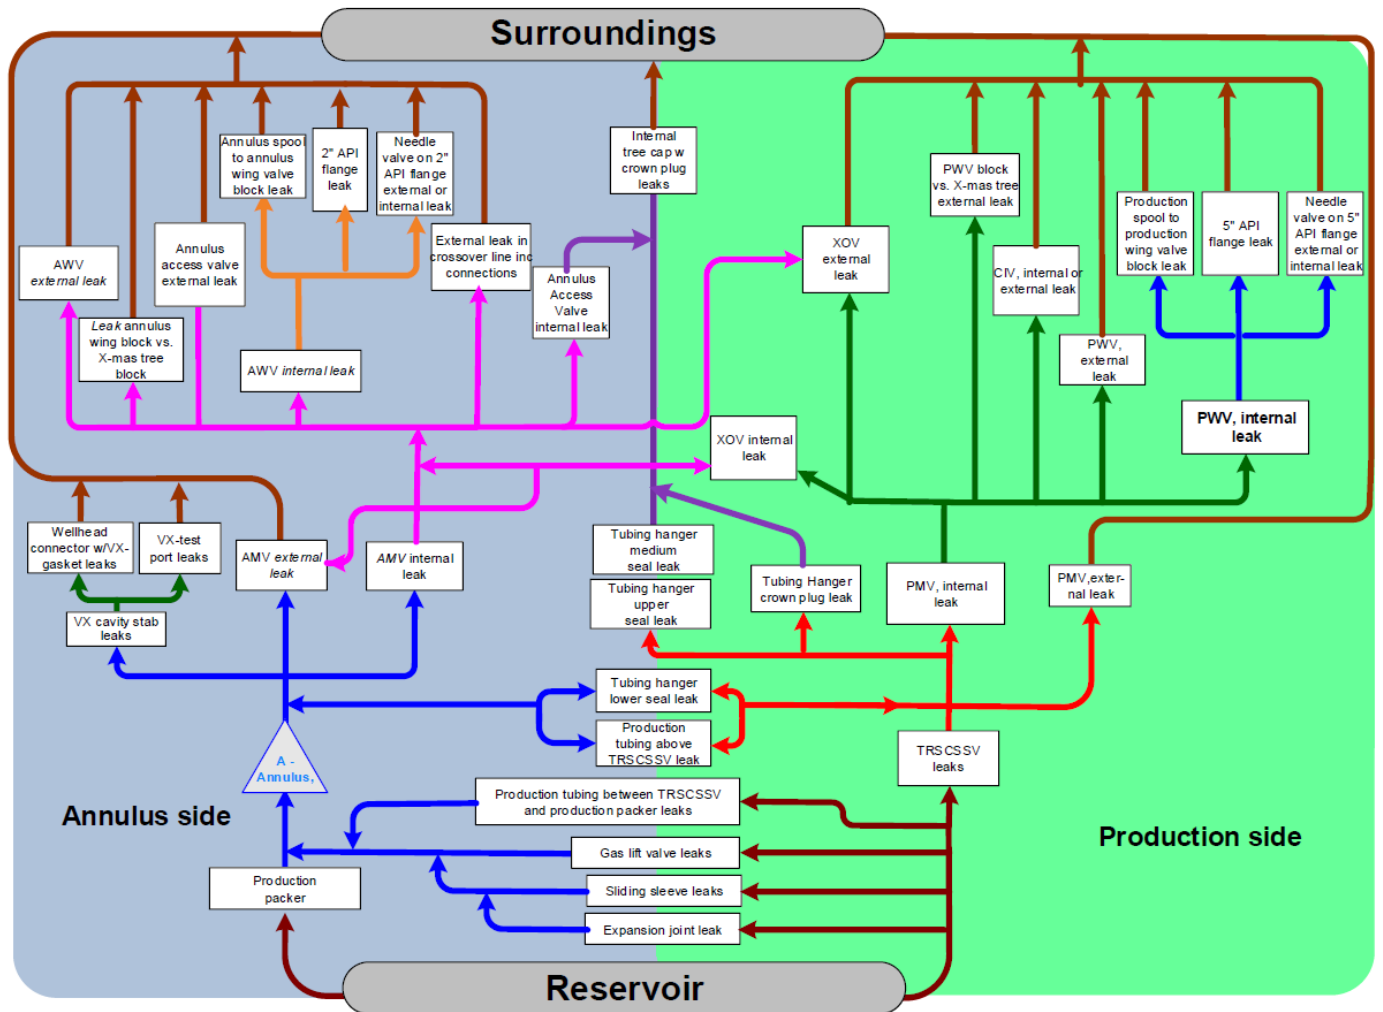 Surroundings
Annulus spool
to annulus
wing valve
block leak
2" API
flange
leak
Needle
valve on 2"
API flange
external or
internal leak
Internal
tree cap w
crown plug
leaks
PWV block
vs. X-mas tree
external leak
Production
spool to
production
wing valve
block leak
5" API
flange leak
Needle
valve on 5"
API flange
external or
internal leak
AWV
external leak
Annulus
access valve
external leak
External leak in
crossover line inc
connections
Annulus
Access
Valve
internal leak
XOV
external
leak
CIV, internal or
external leak
Leak annulus
wing block vs.
X-mas tree
block
AWV internal leak
PWV,
external leak
PWV, internal
leak
XOV internal
leak
Wellhead
connector w/VX-
gasket leaks
VX-test
port leaks
AMV external
leak
AMV internal
leak
Tubing hanger
medium
seal leak
Tubing hanger
upper
seal leak
Tubing Hanger
crown plug leak
PMV, internal
leak
PMV,exter-
nal leak
VX cavity stab
leaks
Tubing hanger
lower seal leak
Production
tubing above
TRSCSSV leak
TRSCSSV
leaks
A -
Annulus,
Annulus side
Production tubing between TRSCSSV
and production packer leaks
Production side
Gas lift valve leaks
Production
packer
Sliding sleeve leaks
Expansion joint leak
Reservoir